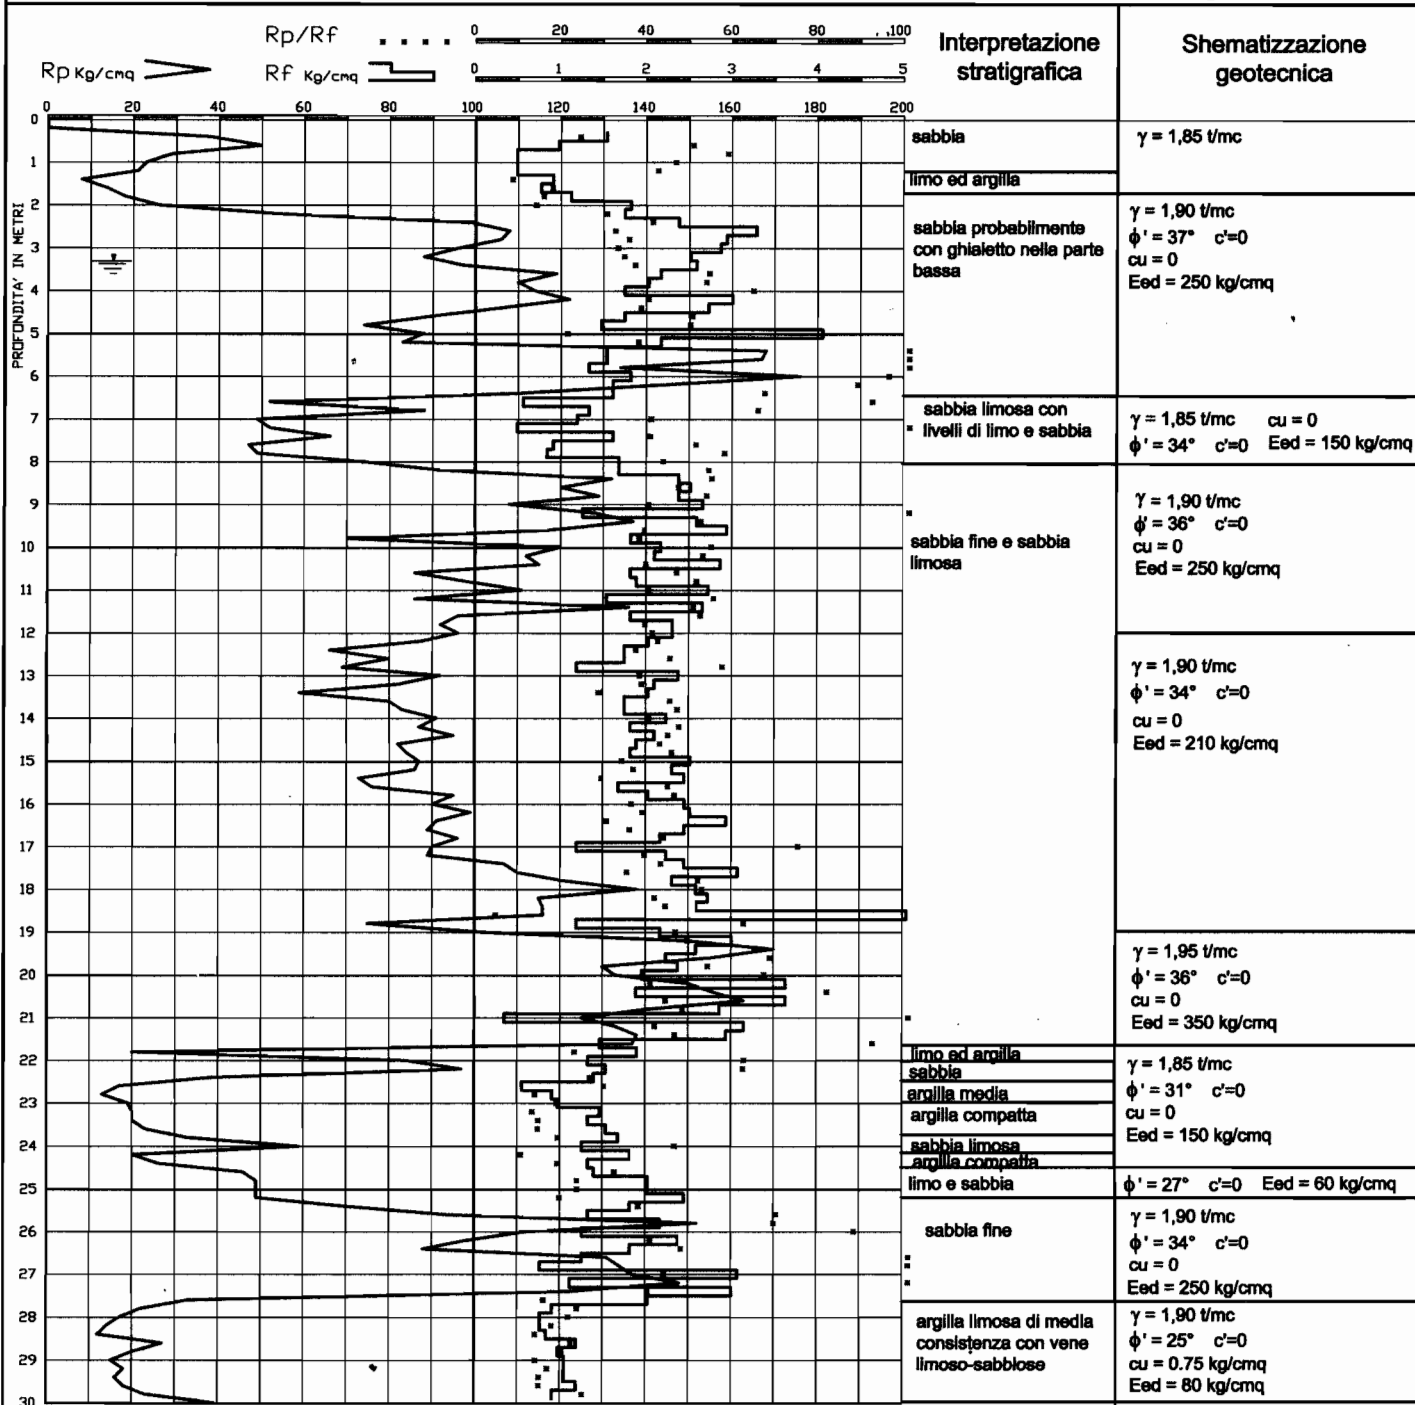 Rp/Rf
0 20 40 60 80 100
Rp Kg/cmq
Rf Kg/cmq
0 1 2 3 4 5
0 20 40 60 80 100 120 140 160 180 200
Interpretazione
stratigrafica
Shematizzazione
geotecnica
PROFONDITA' IN METRI
0
1
2
3
4
5
6
7
8
9
10
11
12
13
14
15
16
17
18
19
20
21
22
23
24
25
26
27
28
29
30
sabbia
limo ed argilla
sabbia probabilmente
con ghialetto nella parte
bassa
sabbia limosa con
livelli di limo e sabbia
sabbia fine e sabbia
limosa
limo ed argilla
sabbia
argilla media
argilla compatta
sabbia limosa
argilla compatta
limo e sabbia
sabbia fine
argilla limosa di media
consistenza con vene
limoso-sabbiose
γ = 1,85 t/mc
γ = 1,90 t/mc
ϕ' = 37° c'=0
cu = 0
Eed = 250 kg/cmq
γ = 1,85 t/mc cu = 0
ϕ' = 34° c'=0 Eed = 150 kg/cmq
γ = 1,90 t/mc
ϕ' = 36° c'=0
cu = 0
Eed = 250 kg/cmq
γ = 1,90 t/mc
ϕ' = 34° c'=0
cu = 0
Eed = 210 kg/cmq
γ = 1,95 t/mc
ϕ' = 36° c'=0
cu = 0
Eed = 350 kg/cmq
γ = 1,85 t/mc
ϕ' = 31° c'=0
cu = 0
Eed = 150 kg/cmq
ϕ' = 27° c'=0 Eed = 60 kg/cmq
γ = 1,90 t/mc
ϕ' = 34° c'=0
cu = 0
Eed = 250 kg/cmq
γ = 1,90 t/mc
ϕ' = 25° c'=0
cu = 0.75 kg/cmq
Eed = 80 kg/cmq